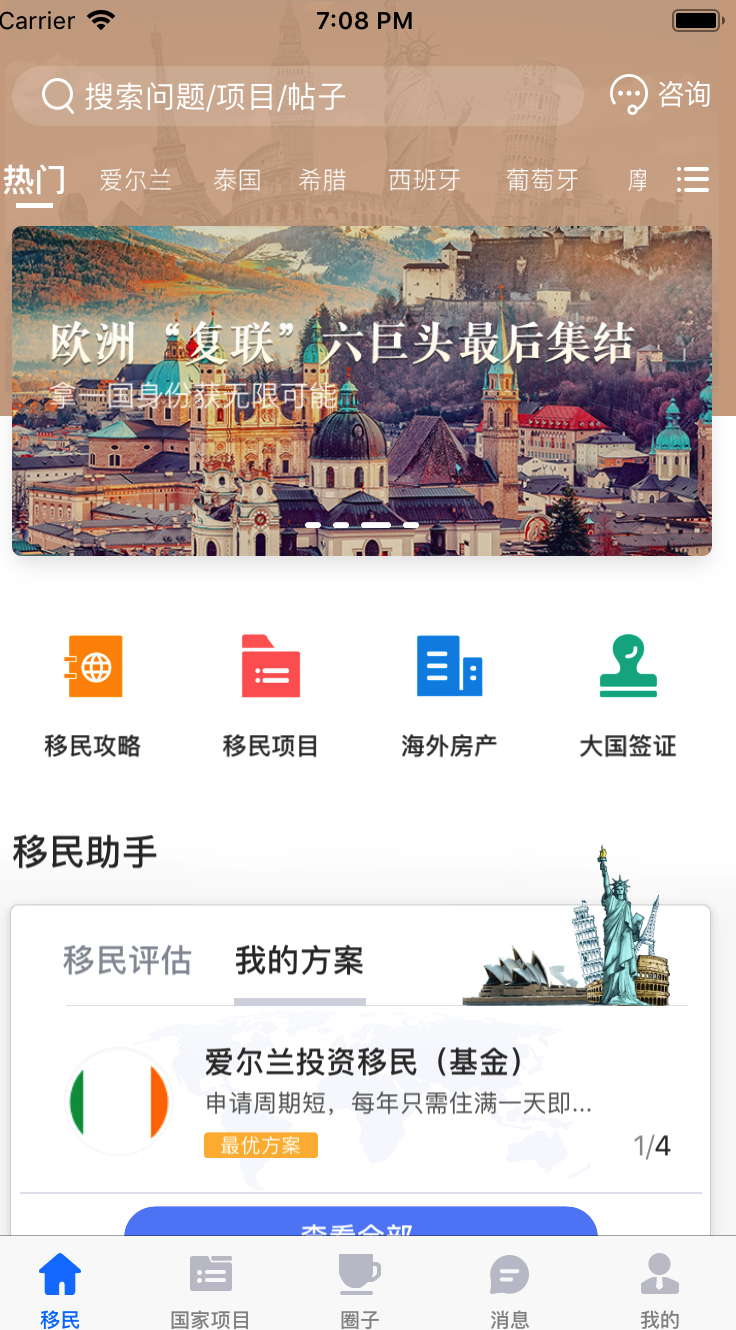 Carrier 7:08 PM
搜索问题/项目/帖子 咨询
热门 爱尔兰 泰国 希腊 西班牙 葡萄牙 摩
欧洲“复联”六巨头最后集结
拿一国身份获无限可能
移民攻略 移民项目 海外房产 大国签证
移民助手
移民评估 我的方案
爱尔兰投资移民（基金）
申请周期短，每年只需住满一天即...
最优方案 1/4
查看全部
移民 国家项目 圈子 消息 我的